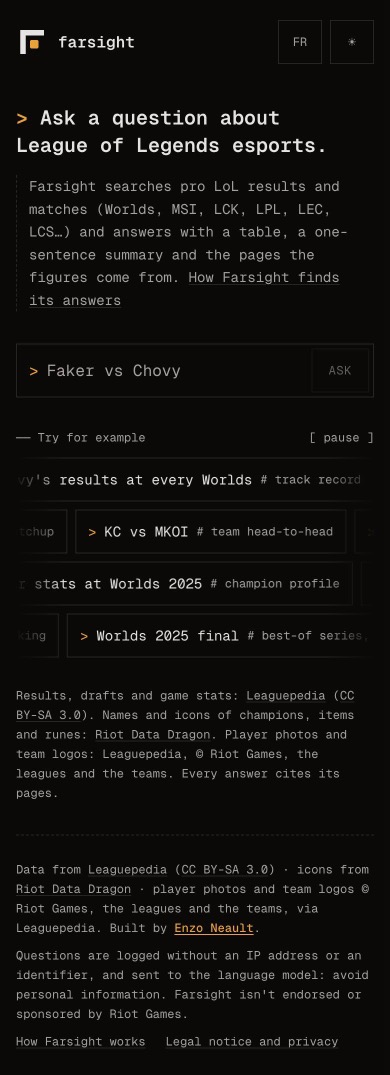 farsight
FR
☀
> Ask a question about
League of Legends esports.
Farsight searches pro LoL results and
matches (Worlds, MSI, LCK, LPL, LEC,
LCS…) and answers with a table, a one-
sentence summary and the pages the
figures come from. How Farsight finds
its answers
> Faker vs Chovy
ASK
── Try for example
[ pause ]
vy's results at every Worlds # track record
tchup
> KC vs MKOI # team head-to-head
r stats at Worlds 2025 # champion profile
king
> Worlds 2025 final # best-of series,
Results, drafts and game stats: Leaguepedia (CC
BY-SA 3.0). Names and icons of champions, items
and runes: Riot Data Dragon. Player photos and
team logos: Leaguepedia, © Riot Games, the
leagues and the teams. Every answer cites its
pages.
Data from Leaguepedia (CC BY-SA 3.0) · icons from
Riot Data Dragon · player photos and team logos ©
Riot Games, the leagues and the teams, via
Leaguepedia. Built by Enzo Neault.
Questions are logged without an IP address or an
identifier, and sent to the language model: avoid
personal information. Farsight isn't endorsed or
sponsored by Riot Games.
How Farsight works
Legal notice and privacy